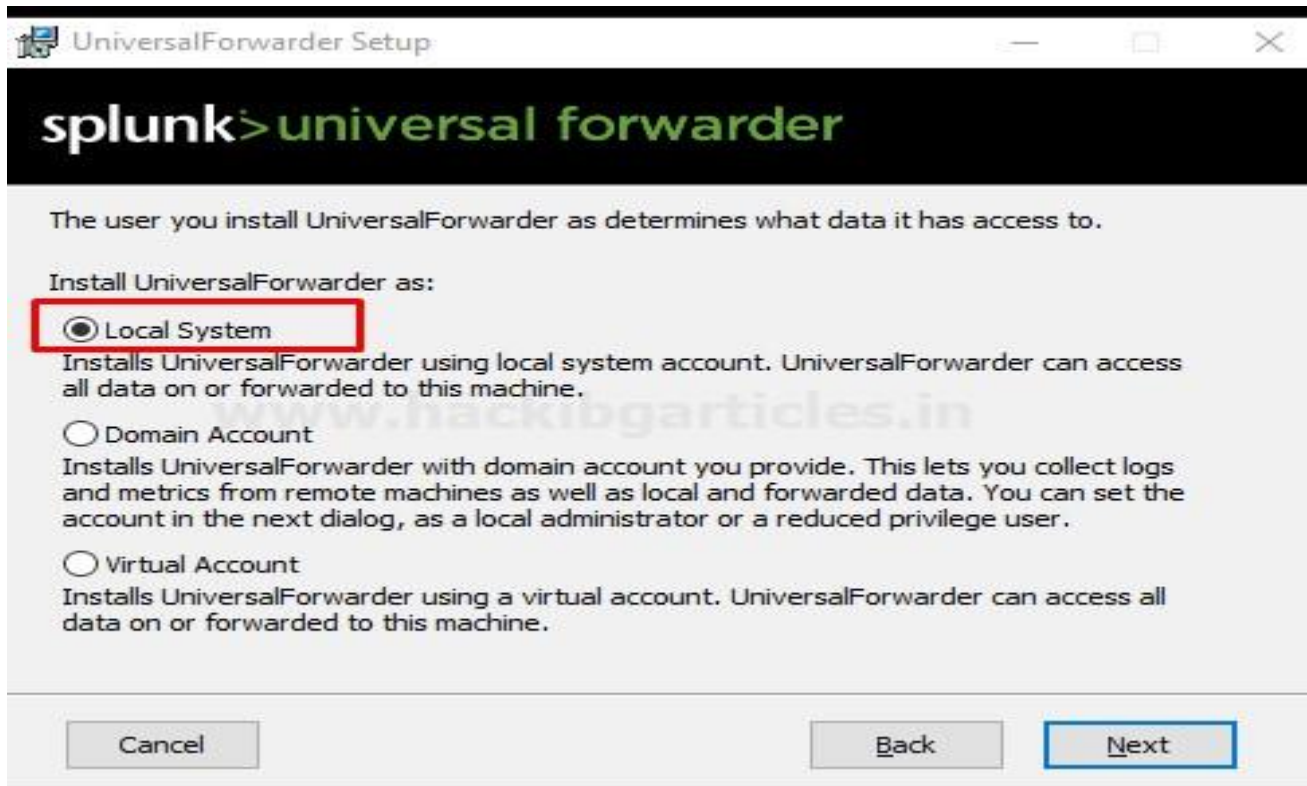 UniversalForwarder Setup
splunk>universal forwarder
The user you install UniversalForwarder as determines what data it has access to.
Install UniversalForwarder as:
Local System
Installs UniversalForwarder using local system account. UniversalForwarder can access
all data on or forwarded to this machine.
www.hackibgarticles.in
Domain Account
Installs UniversalForwarder with domain account you provide. This lets you collect logs
and metrics from remote machines as well as local and forwarded data. You can set the
account in the next dialog, as a local administrator or a reduced privilege user.
Virtual Account
Installs UniversalForwarder using a virtual account. UniversalForwarder can access all
data on or forwarded to this machine.
Cancel
Back
Next